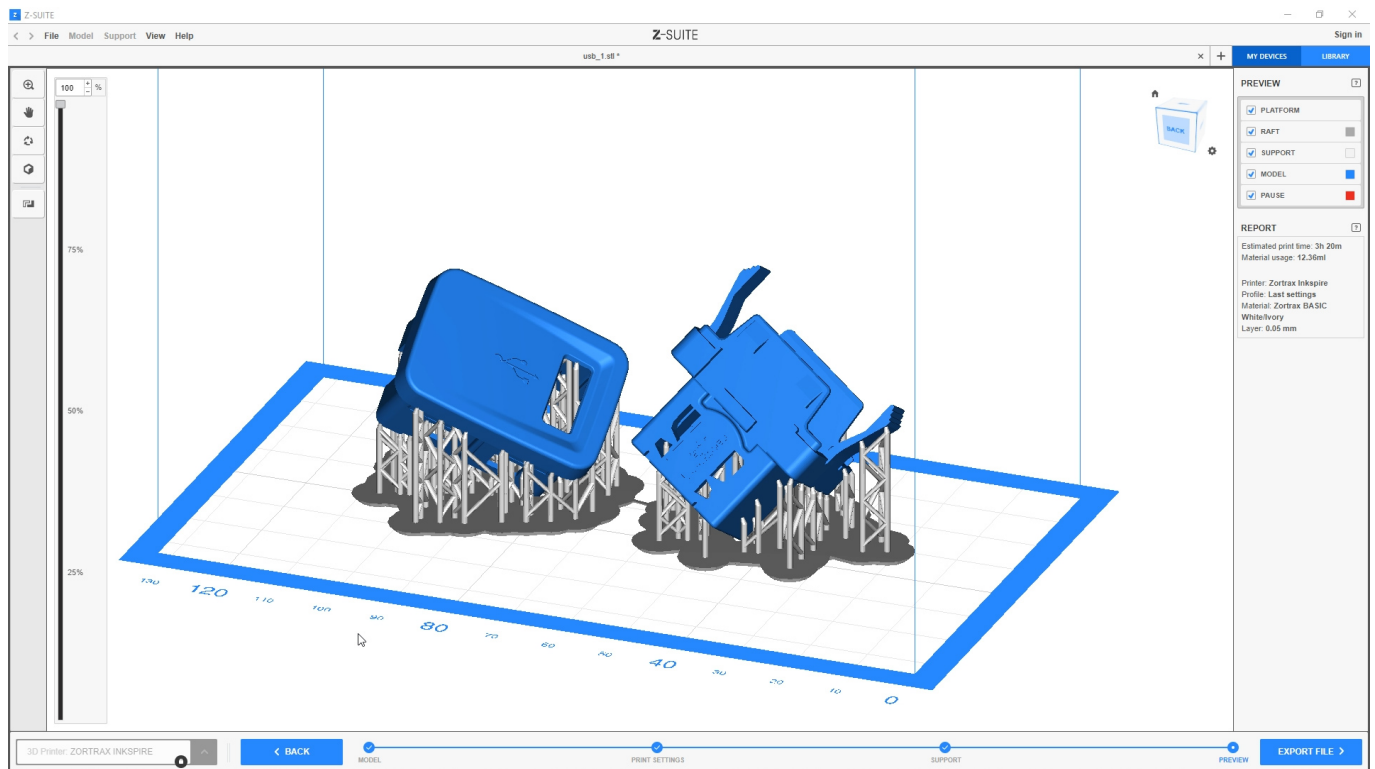 Z Z-SUITE
File Model Support View Help
Z-SUITE
Sign in
usb_1.stl *
MY DEVICES LIBRARY
100 %
75%
50%
25%
BACK
PREVIEW ?
PLATFORM
RAFT
SUPPORT
MODEL
PAUSE
REPORT ?
Estimated print time: 3h 20m
Material usage: 12.36ml
Printer: Zortrax Inkspire
Profile: Last settings
Material: Zortrax BASIC
White/Ivory
Layer: 0.05 mm
130 120 110 100 90 80 70 60 50 40 30 20 10 0
3D Printer: ZORTRAX INKSPIRE
< BACK
MODEL
PRINT SETTINGS
SUPPORT
PREVIEW
EXPORT FILE >